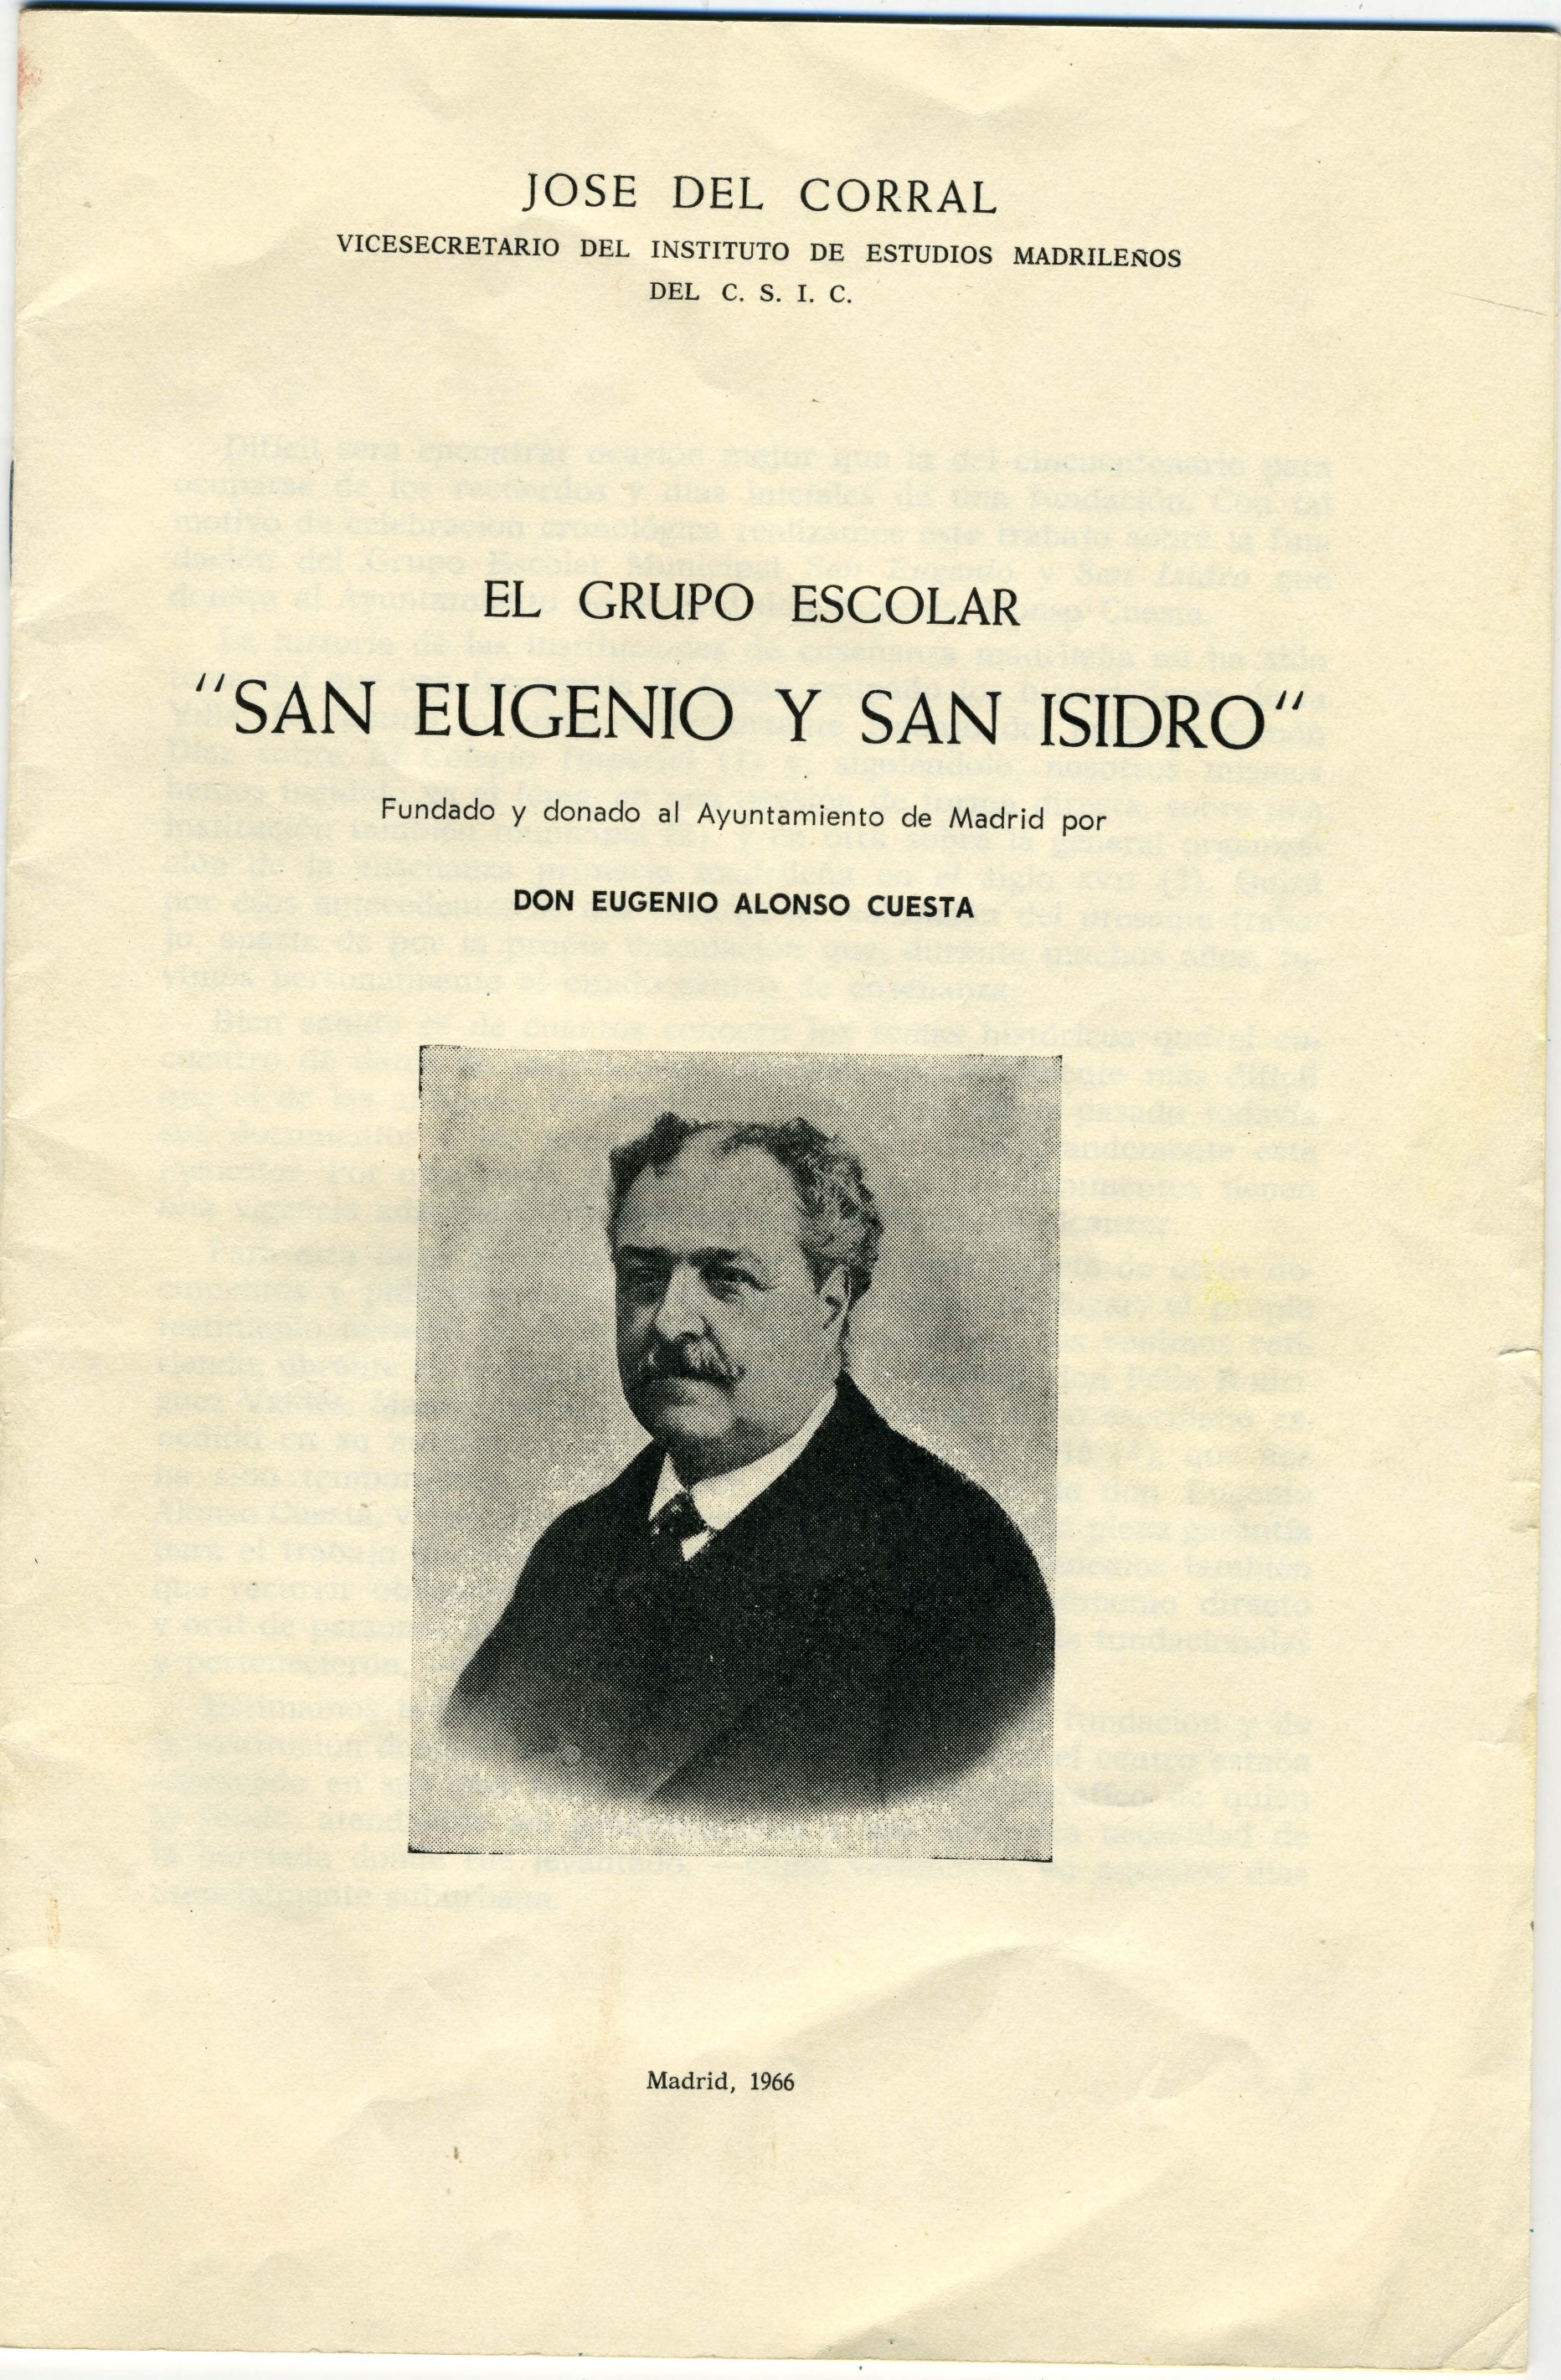 JOSE DEL CORRAL
VICESECRETARIO DEL INSTITUTO DE ESTUDIOS MADRILEÑOS
DEL C. S. I. C.
EL GRUPO ESCOLAR
"SAN EUGENIO Y SAN ISIDRO"
Fundado y donado al Ayuntamiento de Madrid por
DON EUGENIO ALONSO CUESTA
Madrid, 1966